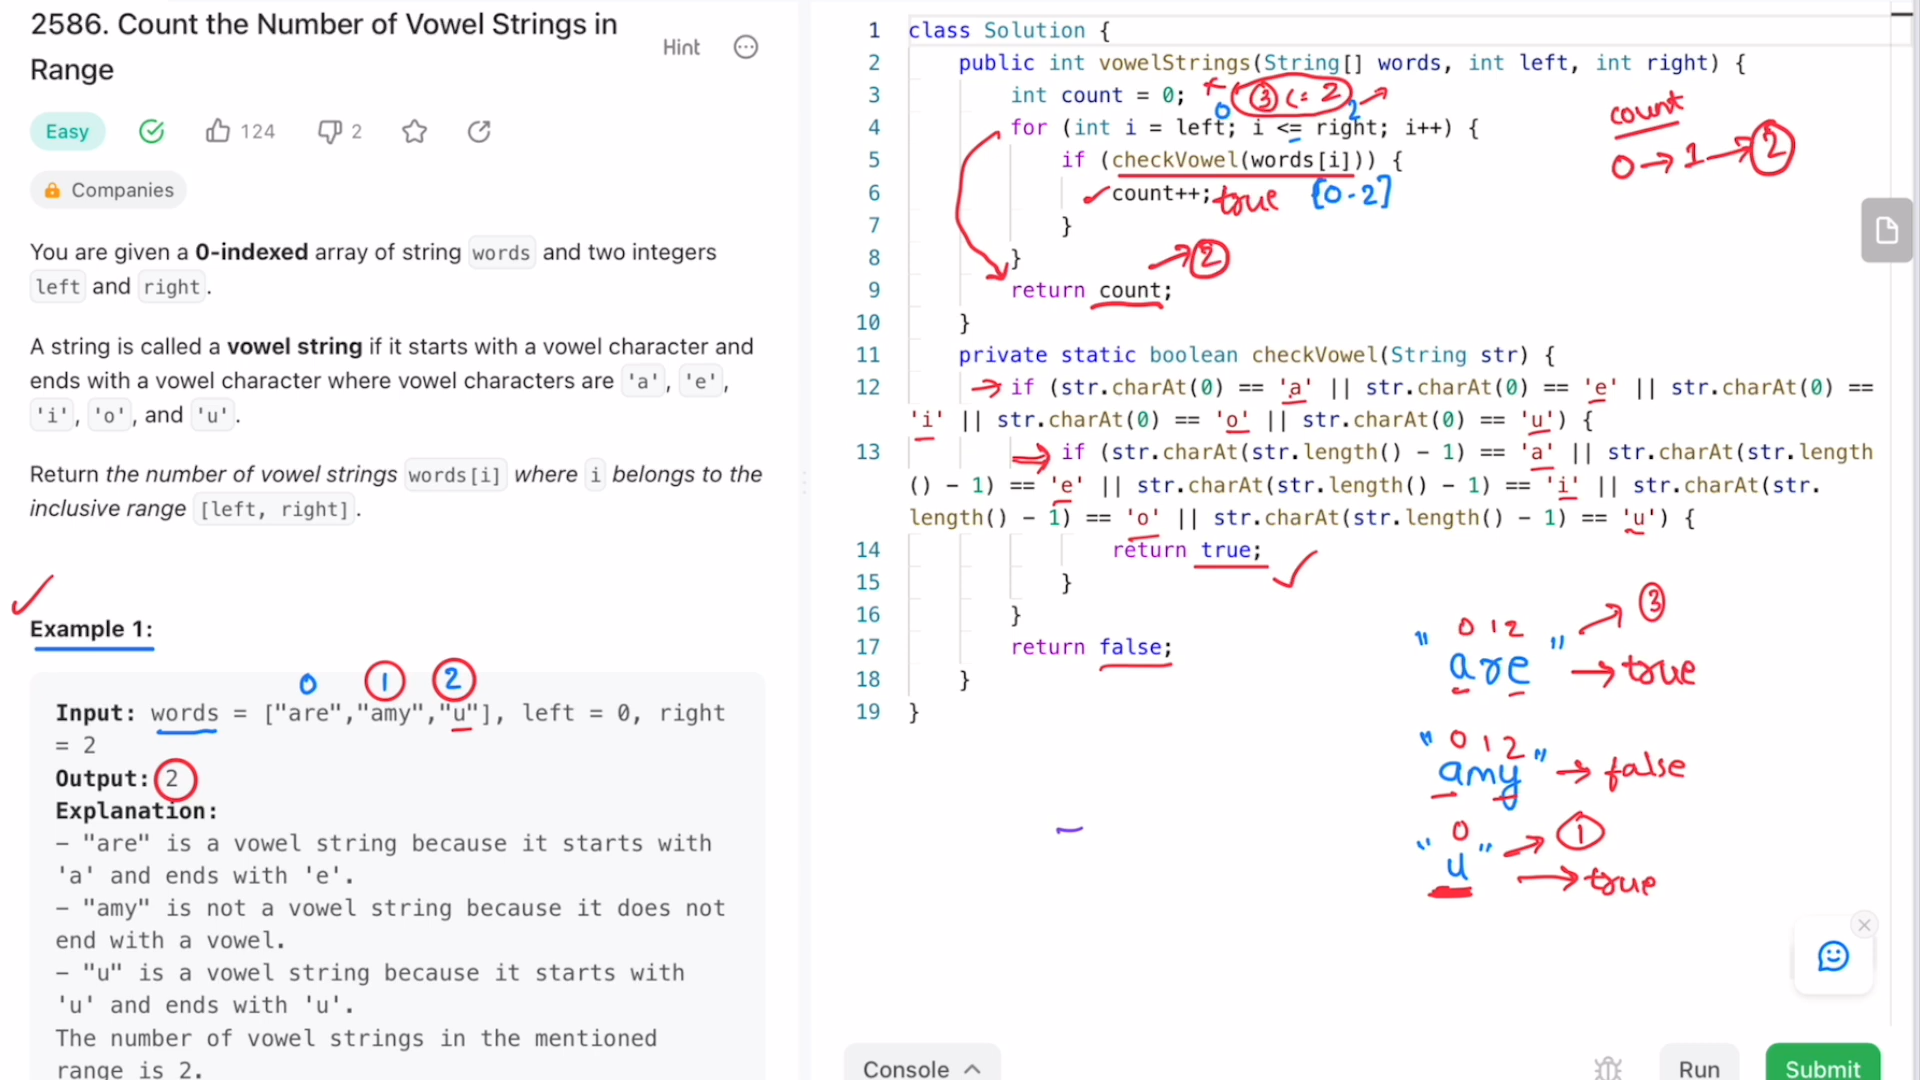 2586. Count the Number of Vowel Strings in
Range
Hint
Easy
124
2
Companies
You are given a 0-indexed array of string words and two integers
left and right.
A string is called a vowel string if it starts with a vowel character and
ends with a vowel character where vowel characters are 'a', 'e',
'i', 'o', and 'u'.
Return the number of vowel strings words[i] where i belongs to the
inclusive range [left, right].
Example 1:
0 1 2
Input: words = ["are","amy","u"], left = 0, right
= 2
Output: 2
Explanation:
- "are" is a vowel string because it starts with
'a' and ends with 'e'.
- "amy" is not a vowel string because it does not
end with a vowel.
- "u" is a vowel string because it starts with
'u' and ends with 'u'.
The number of vowel strings in the mentioned
range is 2.
1 class Solution {
2 public int vowelStrings(String[] words, int left, int right) {
3 int count = 0; F 3 <= 2
0 2
4 for (int i = left; i <= right; i++) {
5 if (checkVowel(words[i])) {
6 count++; true [0-2]
7 }
8 } 2
9 return count;
10 }
11 private static boolean checkVowel(String str) {
12 if (str.charAt(0) == 'a' || str.charAt(0) == 'e' || str.charAt(0) ==
'i' || str.charAt(0) == 'o' || str.charAt(0) == 'u') {
13 if (str.charAt(str.length() - 1) == 'a' || str.charAt(str.length
() - 1) == 'e' || str.charAt(str.length() - 1) == 'i' || str.charAt(str.
length() - 1) == 'o' || str.charAt(str.length() - 1) == 'u') {
14 return true;
15 }
16 }
17 return false;
18 }
19 }
count
0 → 1 → 2
0 1 2 → 3
"are" → true
0 1 2
"amy" → false
0 → 1
"u" → true
Console
Run
Submit